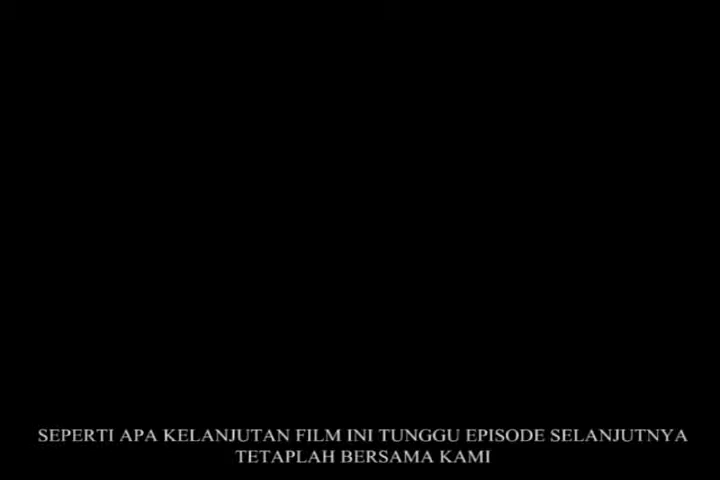 SEPERTI APA KELANJUTAN FILM INI TUNGGU EPISODE SELANJUTNYA
TETAPLAH BERSAMA KAMI